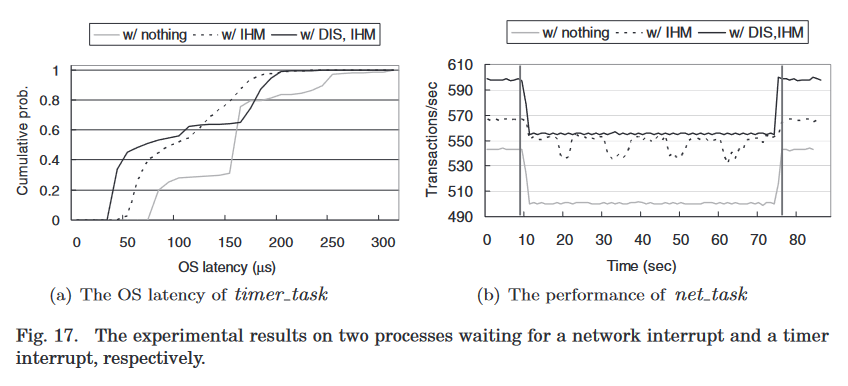 w/ nothing w/ IHM w/ DIS, IHM
1
0.8
0.6
0.4
0.2
0
Cumulative prob.
0 50 100 150 200 250 300
OS latency (μs)
(a) The OS latency of timer_task
w/ nothing w/ IHM w/ DIS,IHM
610
590
570
550
530
510
490
Transactions/sec
0 10 20 30 40 50 60 70 80
Time (sec)
(b) The performance of net_task
Fig. 17. The experimental results on two processes waiting for a network interrupt and a timer
interrupt, respectively.